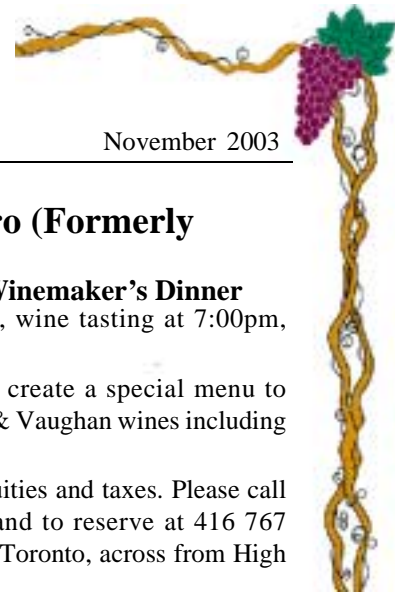 November 2003
ro (Formerly
Winemaker's Dinner
, wine tasting at 7:00pm,
create a special menu to
& Vaughan wines including
uities and taxes. Please call
and to reserve at 416 767
Toronto, across from High